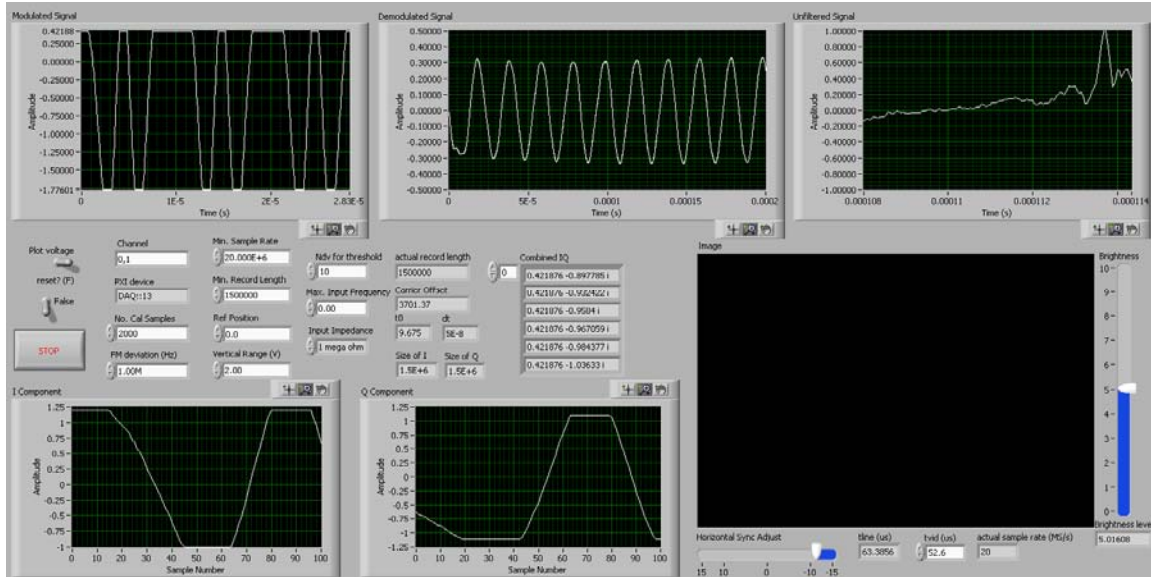 Modulated Signal
Demodulated Signal
Unfiltered Signal
0.42188
0.25000
0.00000
-0.25000
-0.50000
-1.00000
-1.25000
-1.50000
-1.77601
Amplitude
0 1E-5 2E-5 2.83E-5
Time (s)
0.50000
0.40000
0.30000
0.20000
0.10000
0.00000
-0.10000
-0.20000
-0.30000
-0.40000
-0.50000
Amplitude
0 5E-5 0.0001 0.00015 0.0002
Time (s)
1.00000
0.80000
0.60000
0.40000
0.20000
0.00000
-0.20000
-0.40000
-0.60000
-0.80000
-1.00000
Amplitude
0.000108 0.00011 0.000112 0.000114
Time (s)
Plot voltage
reset? (F)
False
STOP
Channel
0,1
PXI device
DAQ::13
No. Cal Samples
2000
FM deviation (Hz)
1.00M
Min. Sample Rate
20.000E+6
Min. Record Length
1500000
Ref Position
0.0
Vertical Range (V)
2.00
Ndv for threshold
10
Max. Input Frequency
0.00
Input Impedance
1 mega ohm
actual record length
1500000
Carrior Offset
3701.37
t0 dt
9.675 5E-8
Size of I Size of Q
1.5E+6 1.5E+6
Combined IQ
0
0.421876 -0.897785 i
0.421876 -0.932422 i
0.421876 -0.9584 i
0.421876 -0.967059 i
0.421876 -0.984377 i
0.421876 -1.03633 i
Image
Brightness
10
9
8
7
6
5
4
3
2
1
0
Brightness level
5.01608
I Component
1.25
1
0.75
0.5
0.25
0
-0.25
-0.5
-0.75
-1
Amplitude
0 10 20 30 40 50 60 70 80 90 100
Sample Number
Q Component
1.25
1
0.75
0.5
0.25
0
-0.25
-0.5
-0.75
-1
-1.25
Amplitude
0 10 20 30 40 50 60 70 80 90 100
Sample Number
Horizontal Sync Adjust
15 10 0 -10 -15
tline (us)
63.3856
tvid (us)
52.6
actual sample rate (MS/s)
20